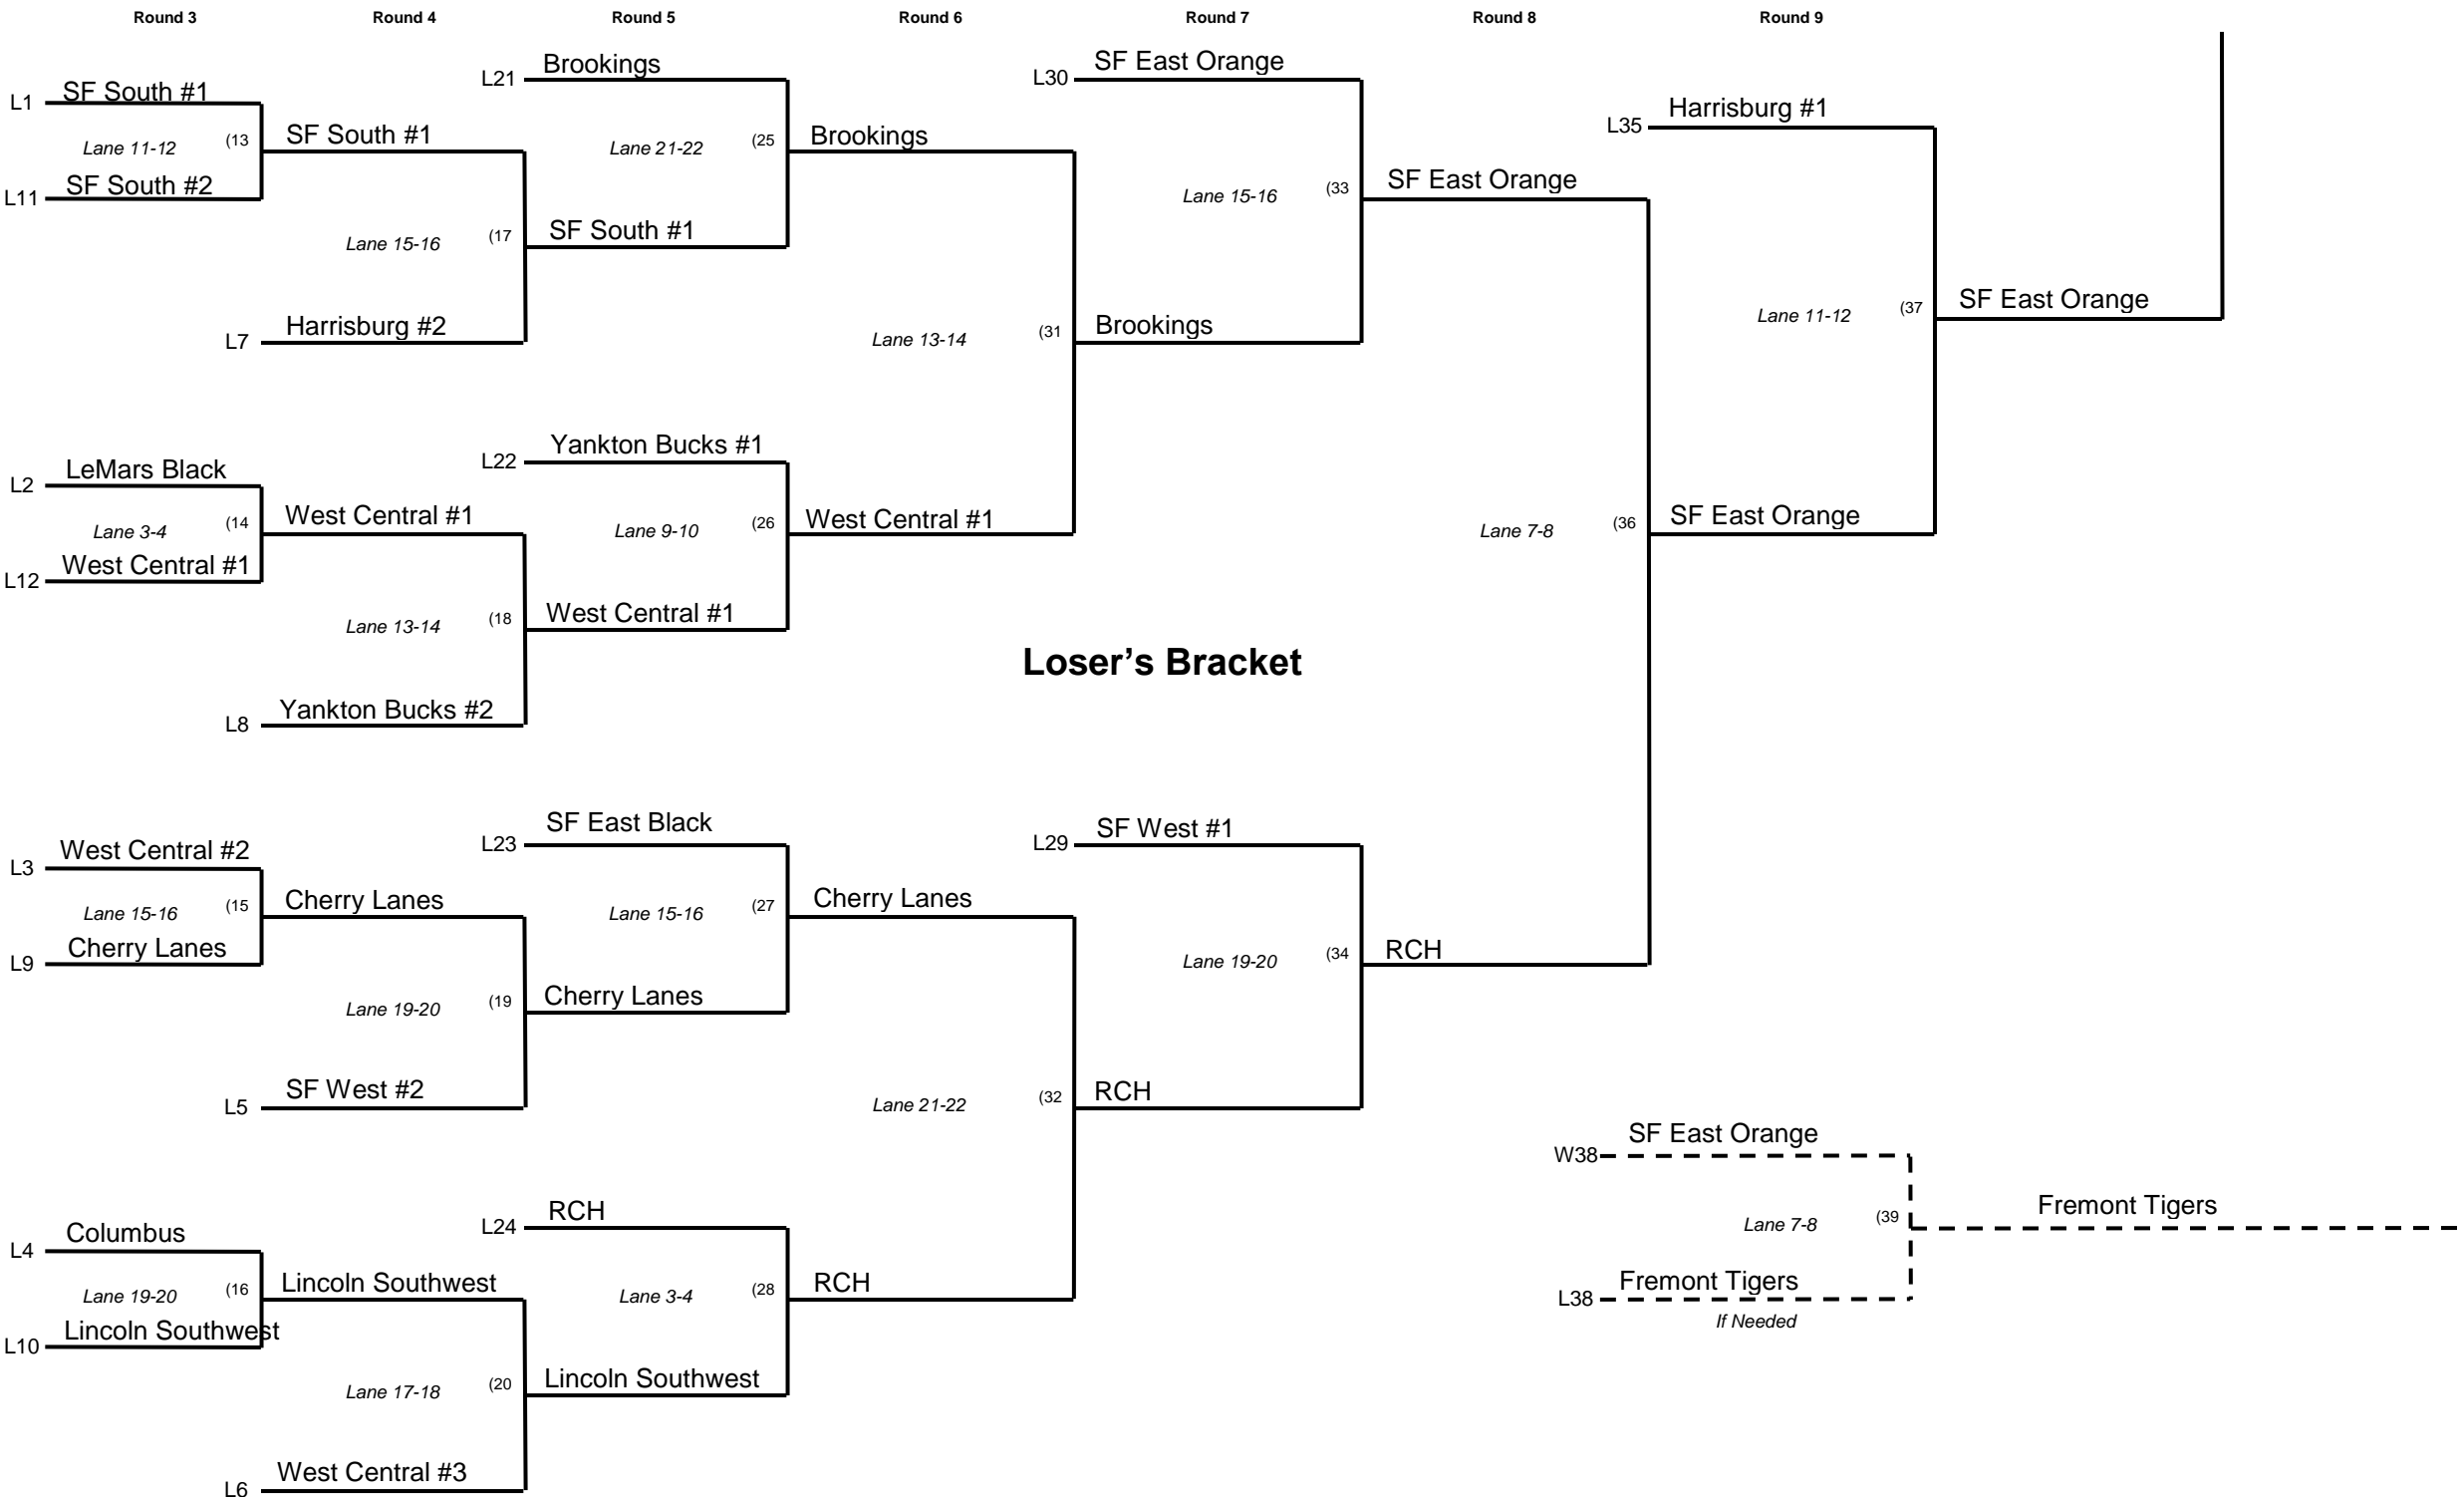 Round 3 Round 4 Round 5 Round 6 Round 7 Round 8 Round 9
L1 SF South #1
Lane 11-12 (13
L11 SF South #2
SF South #1
Lane 15-16 (17
L7 Harrisburg #2
L21 Brookings
Lane 21-22 (25
SF South #1
Brookings
Lane 13-14 (31
L30 SF East Orange
Lane 15-16 (33
Brookings
SF East Orange
Lane 7-8 (36
L35 Harrisburg #1
Lane 11-12 (37
SF East Orange
SF East Orange
L2 LeMars Black
Lane 3-4 (14
L12 West Central #1
West Central #1
Lane 13-14 (18
L8 Yankton Bucks #2
L22 Yankton Bucks #1
Lane 9-10 (26
West Central #1
West Central #1
Loser’s Bracket
L3 West Central #2
Lane 15-16 (15
L9 Cherry Lanes
Cherry Lanes
Lane 19-20 (19
L5 SF West #2
L23 SF East Black
Lane 15-16 (27
Cherry Lanes
Cherry Lanes
Lane 21-22 (32
L29 SF West #1
Lane 19-20 (34
RCH
RCH
L4 Columbus
Lane 19-20 (16
L10 Lincoln Southwest
Lincoln Southwest
Lane 17-18 (20
L6 West Central #3
L24 RCH
Lane 3-4 (28
Lincoln Southwest
RCH
W38 SF East Orange
Lane 7-8 (39
L38 Fremont Tigers
If Needed
Fremont Tigers